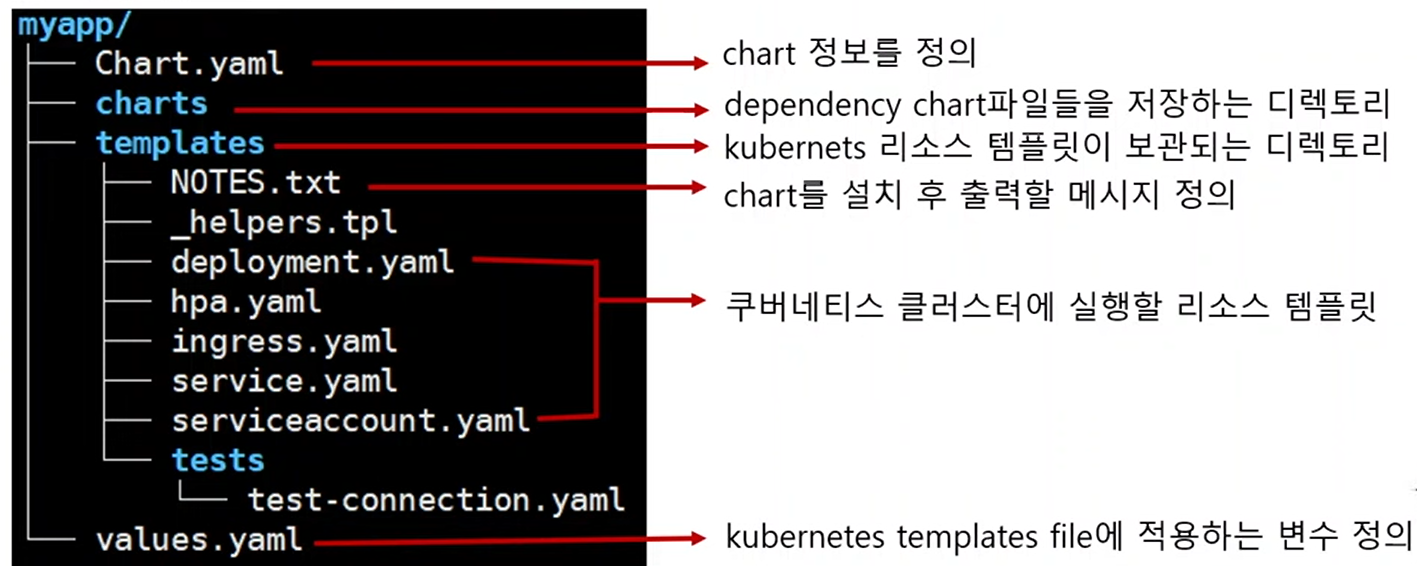 myapp/
Chart.yaml chart 정보를 정의
charts dependency chart파일들을 저장하는 디렉토리
templates kubernets 리소스 템플릿이 보관되는 디렉토리
NOTES.txt chart를 설치 후 출력할 메시지 정의
_helpers.tpl
deployment.yaml
hpa.yaml 쿠버네티스 클러스터에 실행할 리소스 템플릿
ingress.yaml
service.yaml
serviceaccount.yaml
tests
test-connection.yaml
values.yaml kubernetes templates file에 적용하는 변수 정의